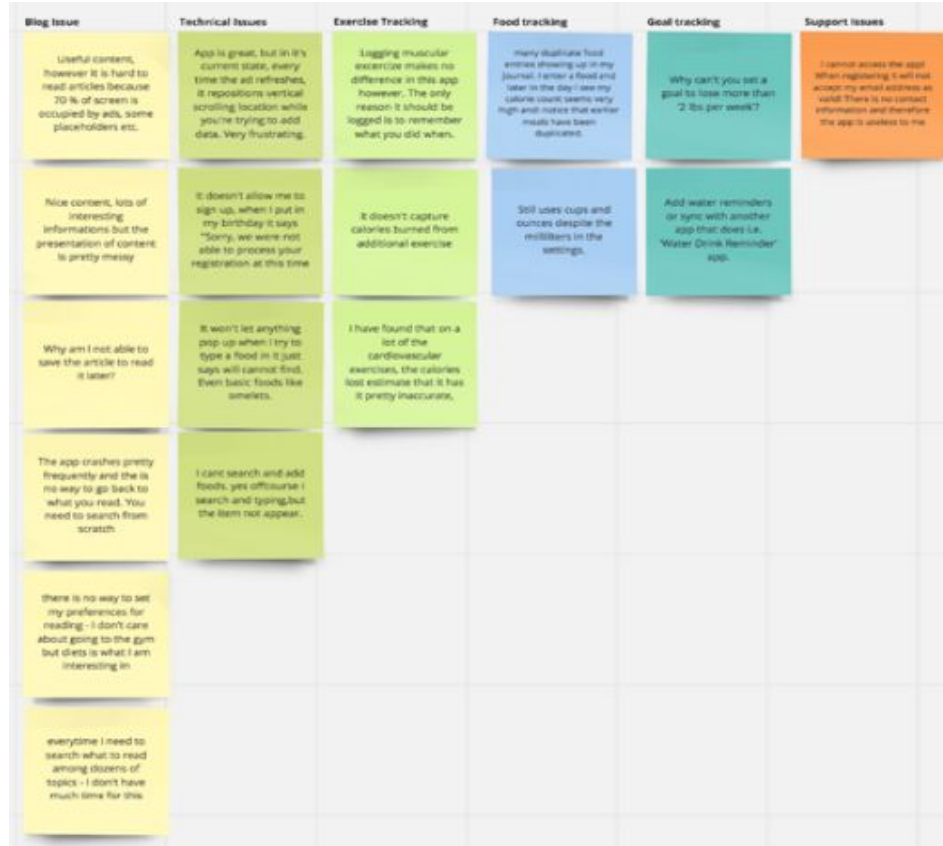 Blog Issue
Technical Issues
Exercise Tracking
Food tracking
Goal tracking
Support Issues
Useful content,
however it is hard to
read articles because
70 % of screen is
occupied by ads, some
placeholders etc.
App is great, but in it's
current state, every
time the ad refreshes,
it repositions vertical
scrolling location while
you're trying to add
data. Very frustrating.
Logging muscular
excercize makes no
difference in this app
however. The only
reason it should be
logged is to remember
what you did when.
many duplicate food
entries showing up in my
journal. I enter a food and
later in the day I see my
calorie count seems very
high and notice that earlier
meals have been
duplicated.
Why can't you set a
goal to lose more than
'2 lbs per week'?
I cannot access the app!
When registering it will not
accept my email address as
valid! There is no contact
information and therefore
the app is useless to me
Nice content, lots of
interesting
informations but the
presentation of content
is pretty messy
It doesn't allow me to
sign up, when I put in
my birthday it says
"Sorry, we were not
able to process your
registration at this time
It doesn't capture
calories burned from
additional exercise
Still uses cups and
ounces despite the
milliliters in the
settings.
Add water reminders
or sync with another
app that does i.e.
'Water Drink Reminder'
app.
Why am I not able to
save the article to read
it later?
It won't let anything
pop up when I try to
type a food in it just
says will cannot find.
Even basic foods like
omelets.
I have found that on a
lot of the
cardiovascular
exercises, the calories
lost estimate that it has
it pretty inaccurate,
The app crashes pretty
frequently and the is
no way to go back to
what you read. You
need to search from
scratch
I cant search and add
foods. yes offcourse i
search and typing,but
the item not appear.
there is no way to set
my preferences for
reading - I don't care
about going to the gym
but diets is what I am
interesting in
everytime I need to
search what to read
among dozens of
topics - I don't have
much time for this